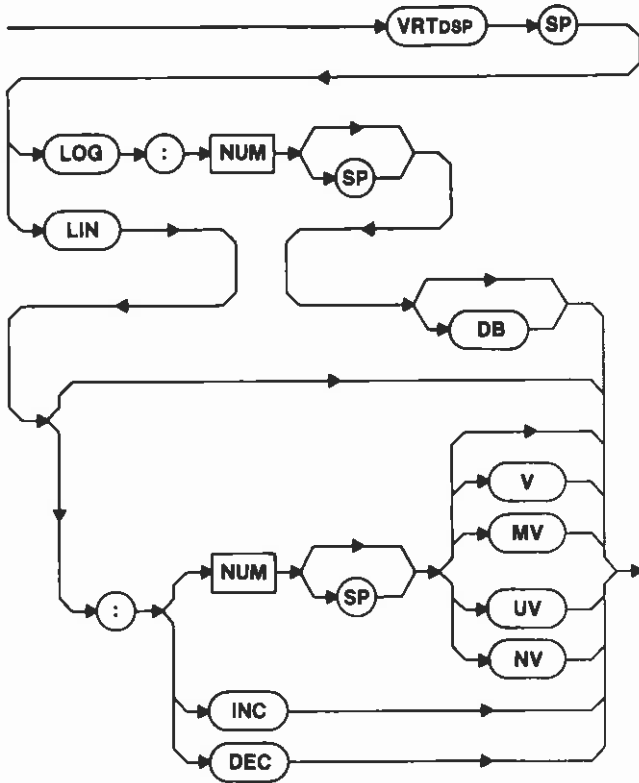 VRTDSP SP
LOG : NUM SP
LIN
DB
V
MV
: NUM SP
UV
NV
INC
DEC